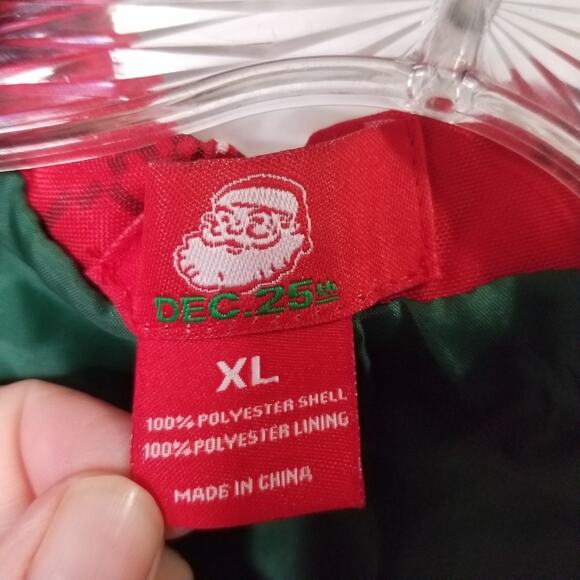 DEC. 25th
XL
100% POLYESTER SHELL
100% POLYESTER LINING
MADE IN CHINA